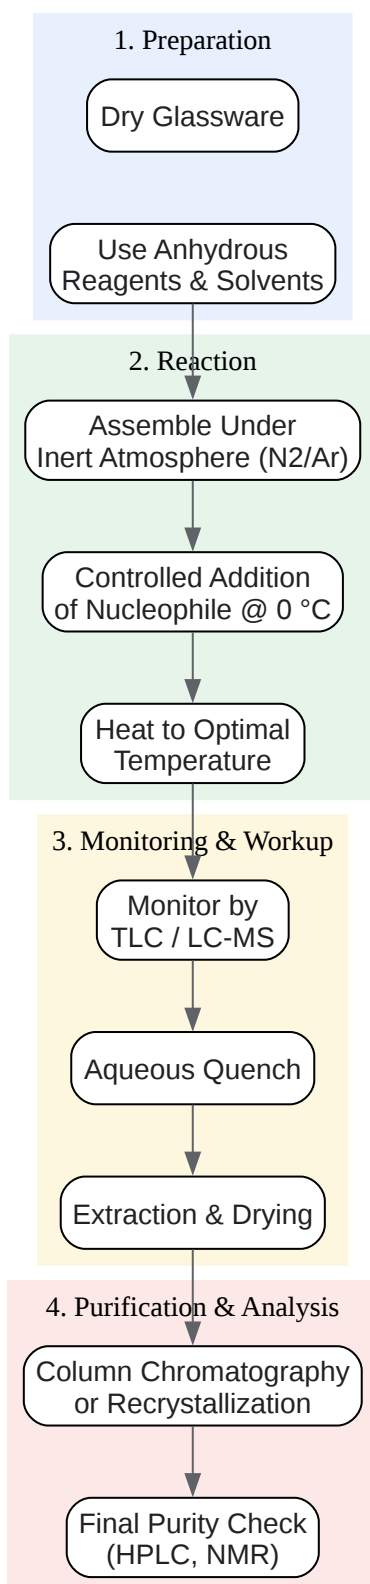 1. Preparation
Dry Glassware
Use Anhydrous
Reagents & Solvents
2. Reaction
Assemble Under
Inert Atmosphere (N2/Ar)
Controlled Addition
of Nucleophile @ 0 °C
Heat to Optimal
Temperature
3. Monitoring & Workup
Monitor by
TLC / LC-MS
Aqueous Quench
Extraction & Drying
4. Purification & Analysis
Column Chromatography
or Recrystallization
Final Purity Check
(HPLC, NMR)